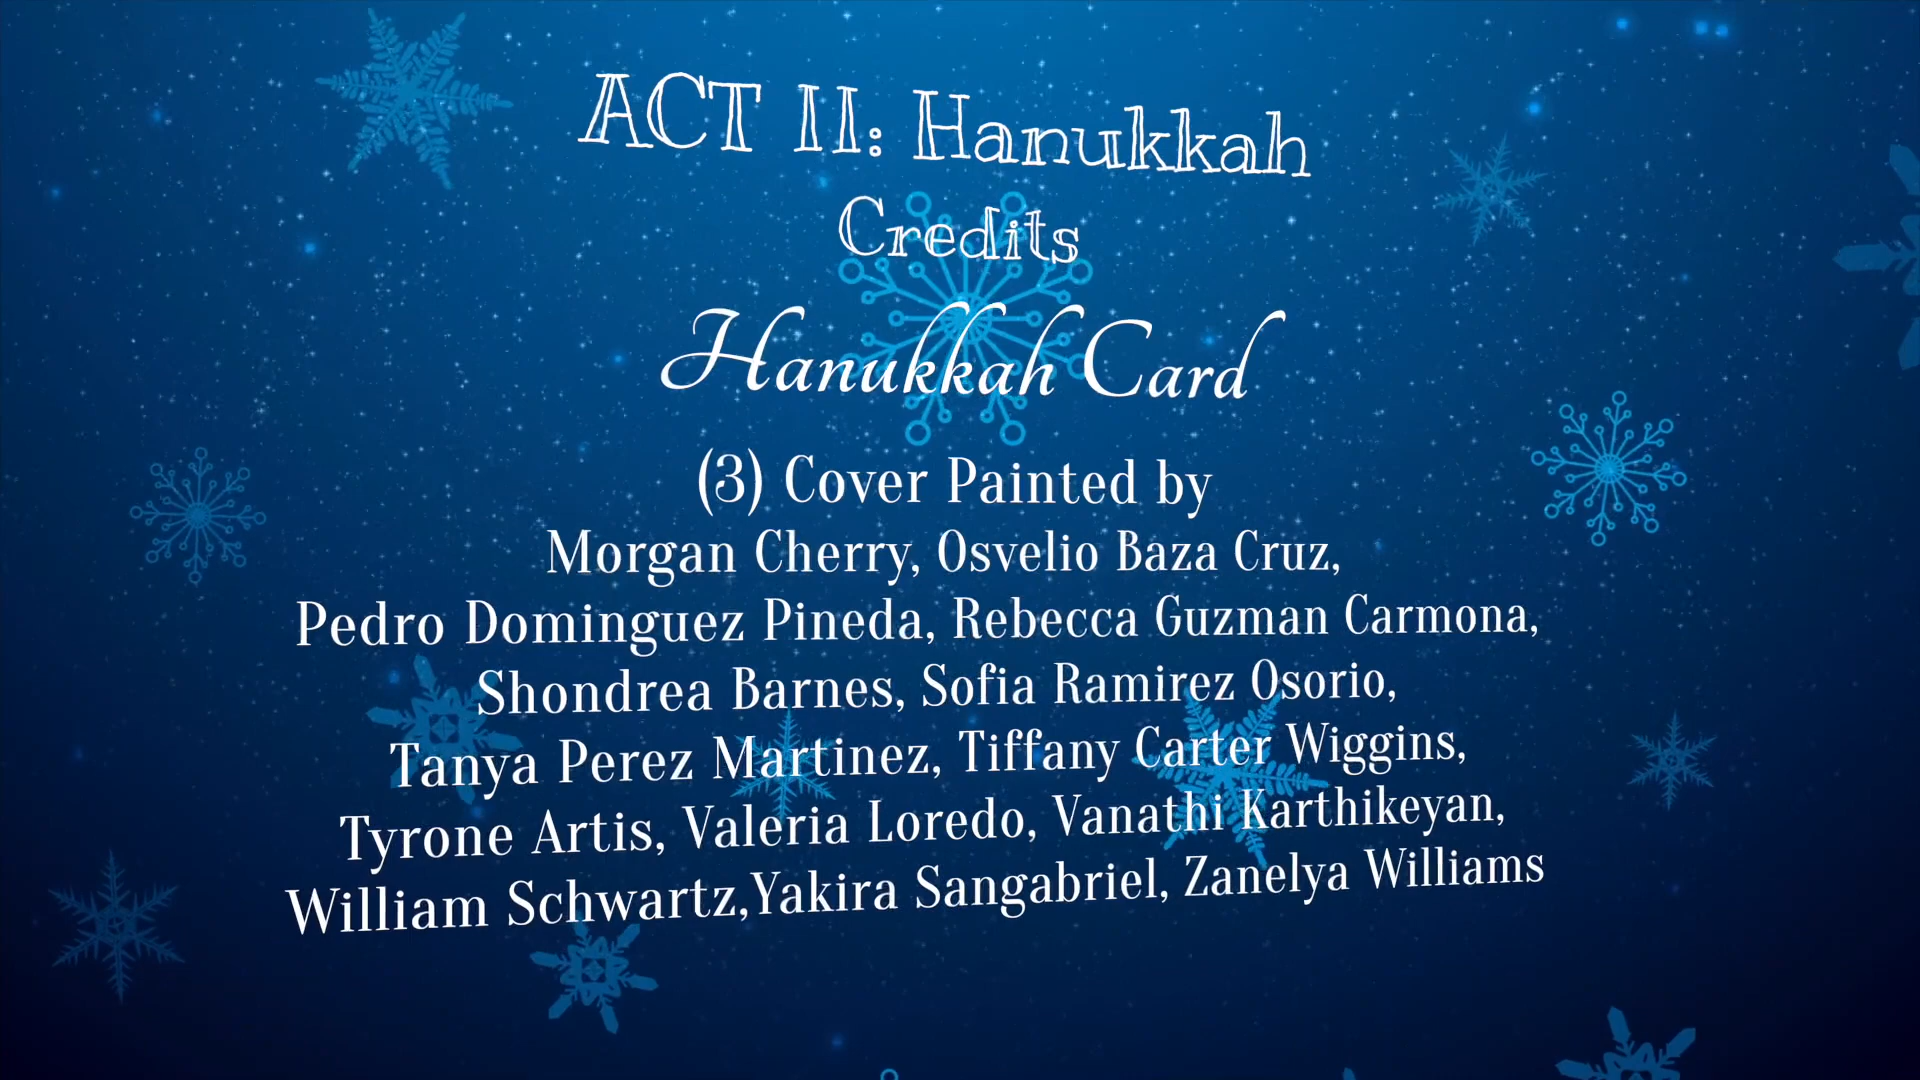 ACT II: Hanukkah
Credits
Hanukkah Card
(3) Cover Painted by
Morgan Cherry, Osvelio Baza Cruz,
Pedro Dominguez Pineda, Rebecca Guzman Carmona,
Shondrea Barnes, Sofia Ramirez Osorio,
Tanya Perez Martinez, Tiffany Carter Wiggins,
Tyrone Artis, Valeria Loredo, Vanathi Karthikeyan,
William Schwartz,Yakira Sangabriel, Zanelya Williams